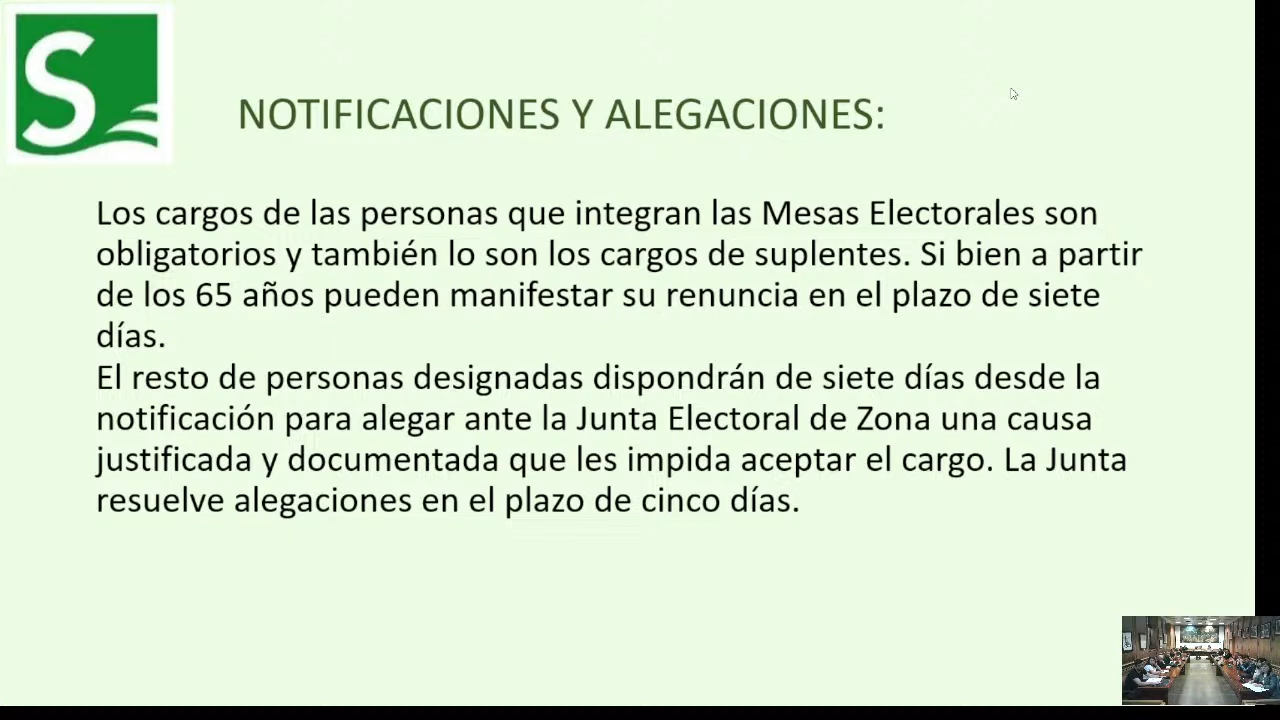 S
NOTIFICACIONES Y ALEGACIONES:
Los cargos de las personas que integran las Mesas Electorales son
obligatorios y también lo son los cargos de suplentes. Si bien a partir
de los 65 años pueden manifestar su renuncia en el plazo de siete
días.
El resto de personas designadas dispondrán de siete días desde la
notificación para alegar ante la Junta Electoral de Zona una causa
justificada y documentada que les impida aceptar el cargo. La Junta
resuelve alegaciones en el plazo de cinco días.